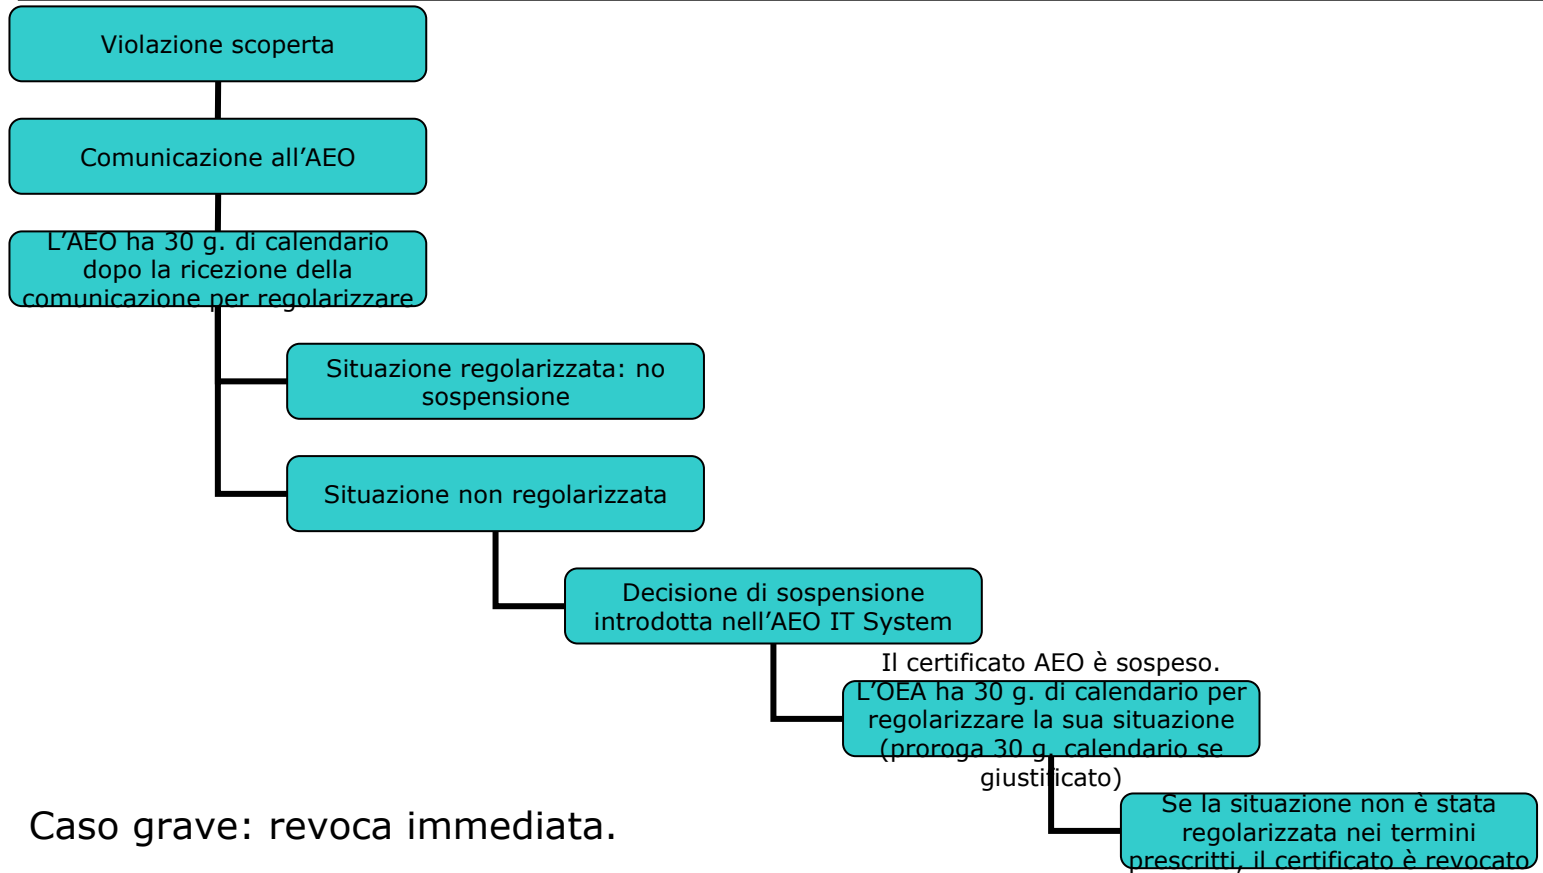 Violazione scoperta
Comunicazione all’AEO
L’AEO ha 30 g. di calendario
dopo la ricezione della
comunicazione per regolarizzare
Situazione regolarizzata: no
sospensione
Situazione non regolarizzata
Decisione di sospensione
introdotta nell’AEO IT System
Il certificato AEO è sospeso.
L’OEA ha 30 g. di calendario per
regolarizzare la sua situazione
(proroga 30 g. calendario se
giustificato)
Se la situazione non è stata
regolarizzata nei termini
prescritti, il certificato è revocato
Caso grave: revoca immediata.